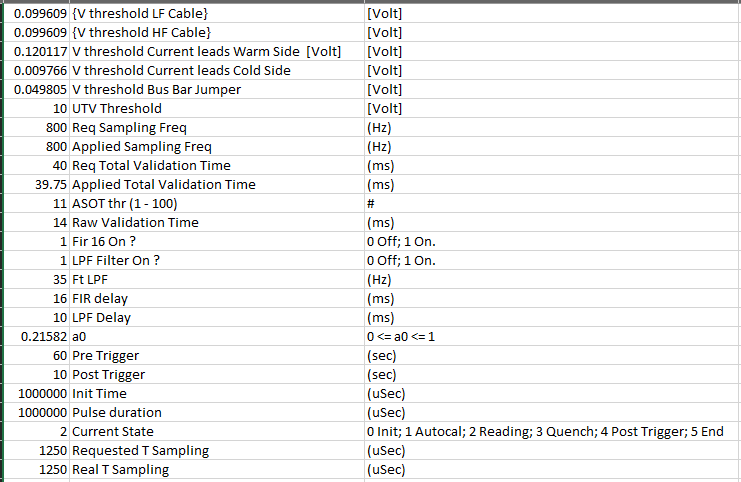 0.099609 {V threshold LF Cable} [Volt]
0.099609 {V threshold HF Cable} [Volt]
0.120117 V threshold Current leads Warm Side [Volt] [Volt]
0.009766 V threshold Current leads Cold Side [Volt]
0.049805 V threshold Bus Bar Jumper [Volt]
10 UTV Threshold [Volt]
800 Req Sampling Freq (Hz)
800 Applied Sampling Freq (Hz)
40 Req Total Validation Time (ms)
39.75 Applied Total Validation Time (ms)
11 ASOT thr (1 - 100) #
14 Raw Validation Time (ms)
1 Fir 16 On ? 0 Off; 1 On.
1 LPF Filter On ? 0 Off; 1 On.
35 Ft LPF (Hz)
16 FIR delay (ms)
10 LPF Delay (ms)
0.21582 a0 0 <= a0 <= 1
60 Pre Trigger (sec)
10 Post Trigger (sec)
1000000 Init Time (uSec)
1000000 Pulse duration (uSec)
2 Current State 0 Init; 1 Autocal; 2 Reading; 3 Quench; 4 Post Trigger; 5 End
1250 Requested T Sampling (uSec)
1250 Real T Sampling (uSec)